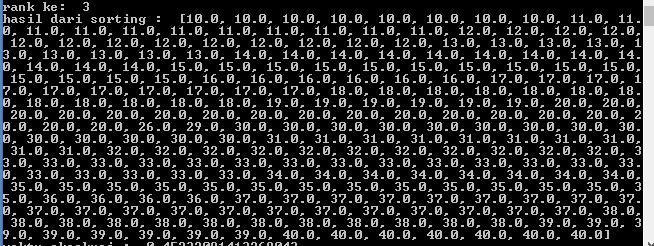 rank ke:  3
hasil dari sorting :  [10.0, 10.0, 10.0, 10.0, 10.0, 10.0, 10.0, 10.0, 11.0, 11.
0, 11.0, 11.0, 11.0, 11.0, 11.0, 11.0, 11.0, 11.0, 11.0, 11.0, 12.0, 12.0, 12.0,
 12.0, 12.0, 12.0, 12.0, 12.0, 12.0, 12.0, 12.0, 12.0, 13.0, 13.0, 13.0, 13.0, 1
3.0, 13.0, 13.0, 13.0, 13.0, 14.0, 14.0, 14.0, 14.0, 14.0, 14.0, 14.0, 14.0, 14.
0, 14.0, 14.0, 14.0, 15.0, 15.0, 15.0, 15.0, 15.0, 15.0, 15.0, 15.0, 15.0, 15.0,
 15.0, 15.0, 15.0, 15.0, 16.0, 16.0, 16.0, 16.0, 16.0, 16.0, 17.0, 17.0, 17.0, 1
7.0, 17.0, 17.0, 17.0, 17.0, 17.0, 17.0, 18.0, 18.0, 18.0, 18.0, 18.0, 18.0, 18.
0, 18.0, 18.0, 18.0, 18.0, 18.0, 19.0, 19.0, 19.0, 19.0, 19.0, 19.0, 20.0, 20.0,
 20.0, 20.0, 20.0, 20.0, 20.0, 20.0, 20.0, 20.0, 20.0, 20.0, 20.0, 20.0, 20.0, 2
0.0, 20.0, 20.0, 26.0, 29.0, 30.0, 30.0, 30.0, 30.0, 30.0, 30.0, 30.0, 30.0, 30.
0, 30.0, 30.0, 30.0, 30.0, 30.0, 31.0, 31.0, 31.0, 31.0, 31.0, 31.0, 31.0, 31.0,
 31.0, 31.0, 32.0, 32.0, 32.0, 32.0, 32.0, 32.0, 32.0, 32.0, 32.0, 32.0, 32.0, 3
3.0, 33.0, 33.0, 33.0, 33.0, 33.0, 33.0, 33.0, 33.0, 33.0, 33.0, 33.0, 33.0, 33.
0, 33.0, 33.0, 33.0, 33.0, 33.0, 34.0, 34.0, 34.0, 34.0, 34.0, 34.0, 34.0, 34.0,
 35.0, 35.0, 35.0, 35.0, 35.0, 35.0, 35.0, 35.0, 35.0, 35.0, 35.0, 35.0, 35.0, 3
5.0, 36.0, 36.0, 36.0, 36.0, 37.0, 37.0, 37.0, 37.0, 37.0, 37.0, 37.0, 37.0, 37.
0, 37.0, 37.0, 37.0, 37.0, 37.0, 37.0, 37.0, 37.0, 37.0, 37.0, 37.0, 37.0, 38.0,
 38.0, 38.0, 38.0, 38.0, 38.0, 38.0, 38.0, 38.0, 38.0, 38.0, 38.0, 39.0, 39.0, 3
9.0, 39.0, 39.0, 39.0, 39.0, 39.0, 40.0, 40.0, 40.0, 40.0, 40.0, 40.0, 40.0]